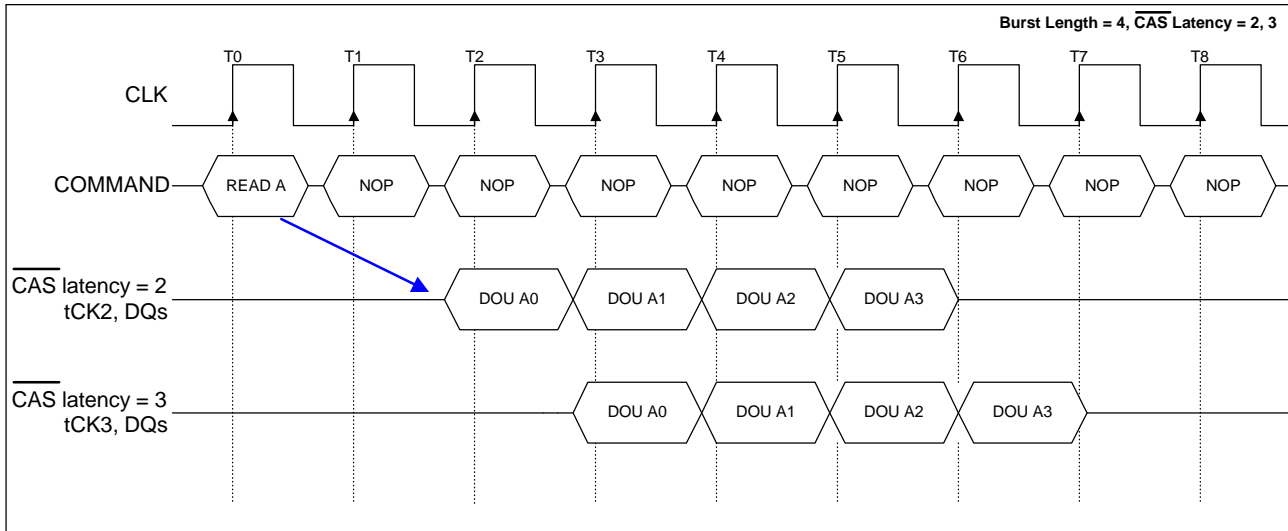 Burst Length = 4, CAS Latency = 2, 3
T0 T1 T2 T3 T4 T5 T6 T7 T8
CLK
COMMAND READ A NOP NOP NOP NOP NOP NOP NOP NOP
CAS latency = 2
tCK2, DQs
DOU A0 DOU A1 DOU A2 DOU A3
CAS latency = 3
tCK3, DQs
DOU A0 DOU A1 DOU A2 DOU A3